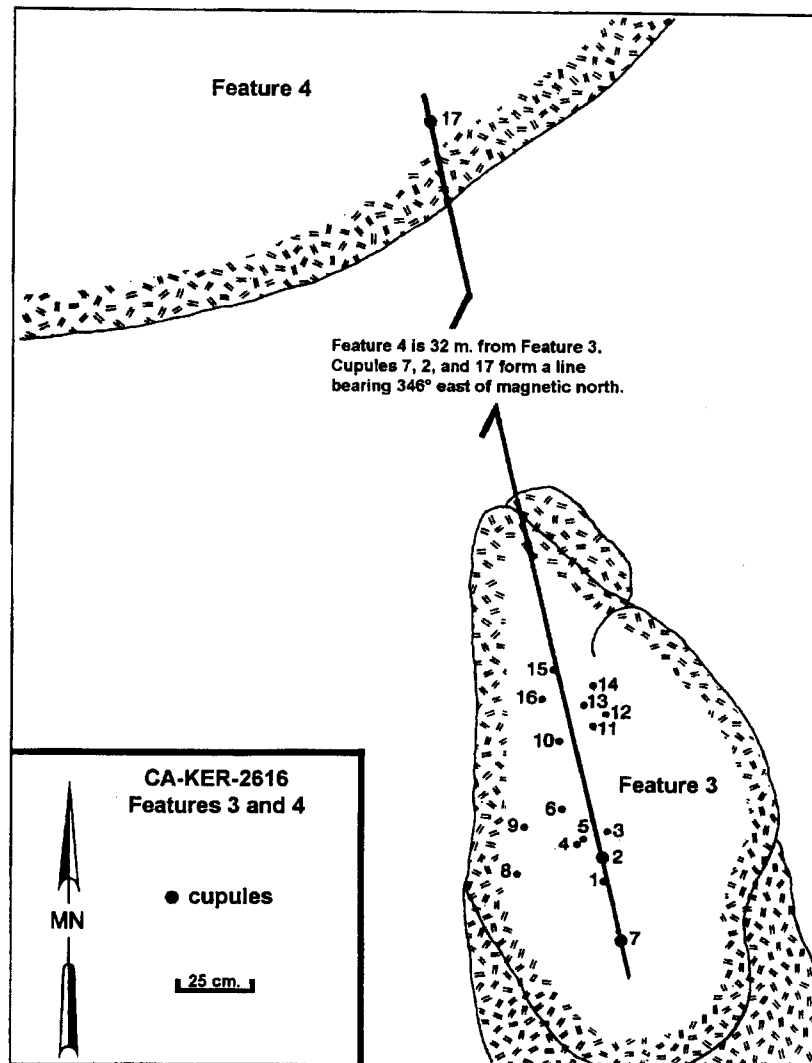 Feature 4
17
Feature 4 is 32 m. from Feature 3.
Cupules 7, 2, and 17 form a line
bearing 346° east of magnetic north.
15
14
16
13
12
11
10
Feature 3
6
9
5
3
4
2
8
1
7
CA-KER-2616
Features 3 and 4
cupules
MN
25 cm.